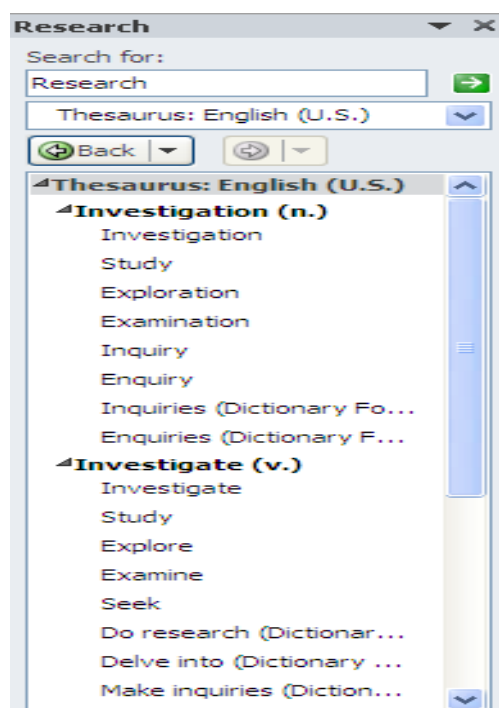 Research
Search for:
Research
Thesaurus: English (U.S.)
Back
Thesaurus: English (U.S.)
Investigation (n.)
Investigation
Study
Exploration
Examination
Inquiry
Enquiry
Inquiries (Dictionary Fo...
Enquiries (Dictionary F...
Investigate (v.)
Investigate
Study
Explore
Examine
Seek
Do research (Dictionar...
Delve into (Dictionary ...
Make inquiries (Diction...